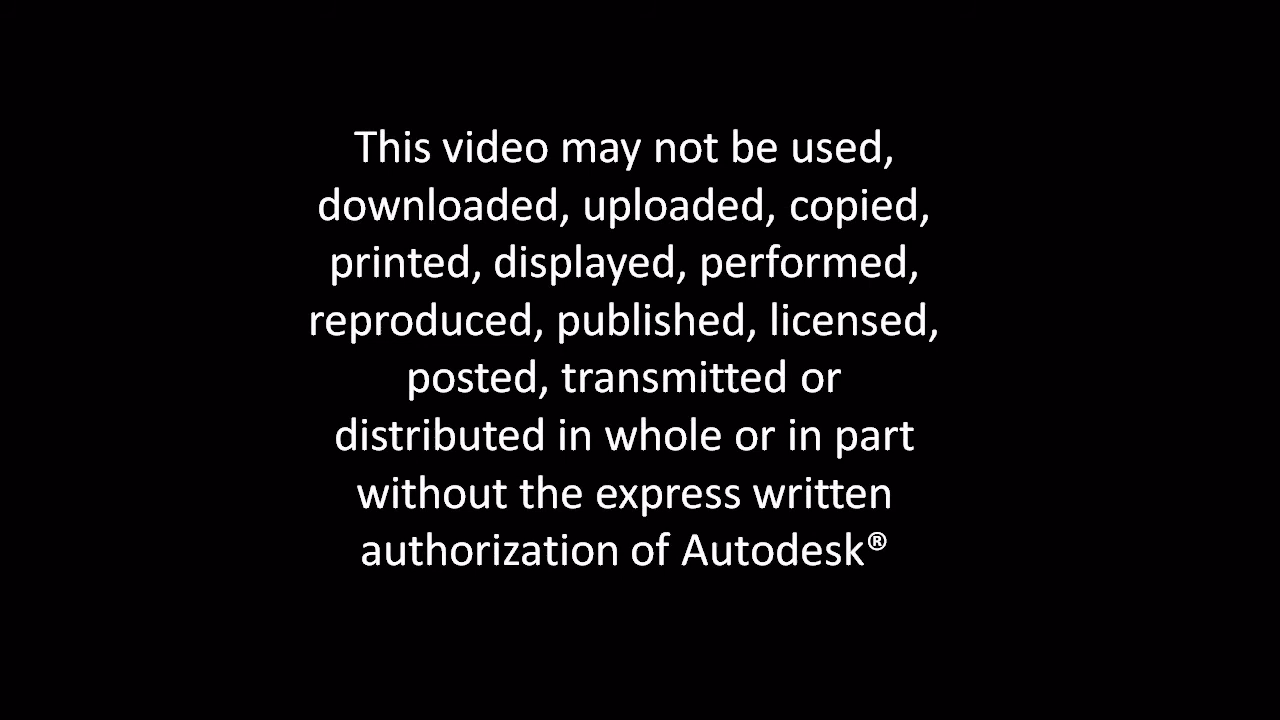 This video may not be used,
downloaded, uploaded, copied,
printed, displayed, performed,
reproduced, published, licensed,
posted, transmitted or
distributed in whole or in part
without the express written
authorization of Autodesk®